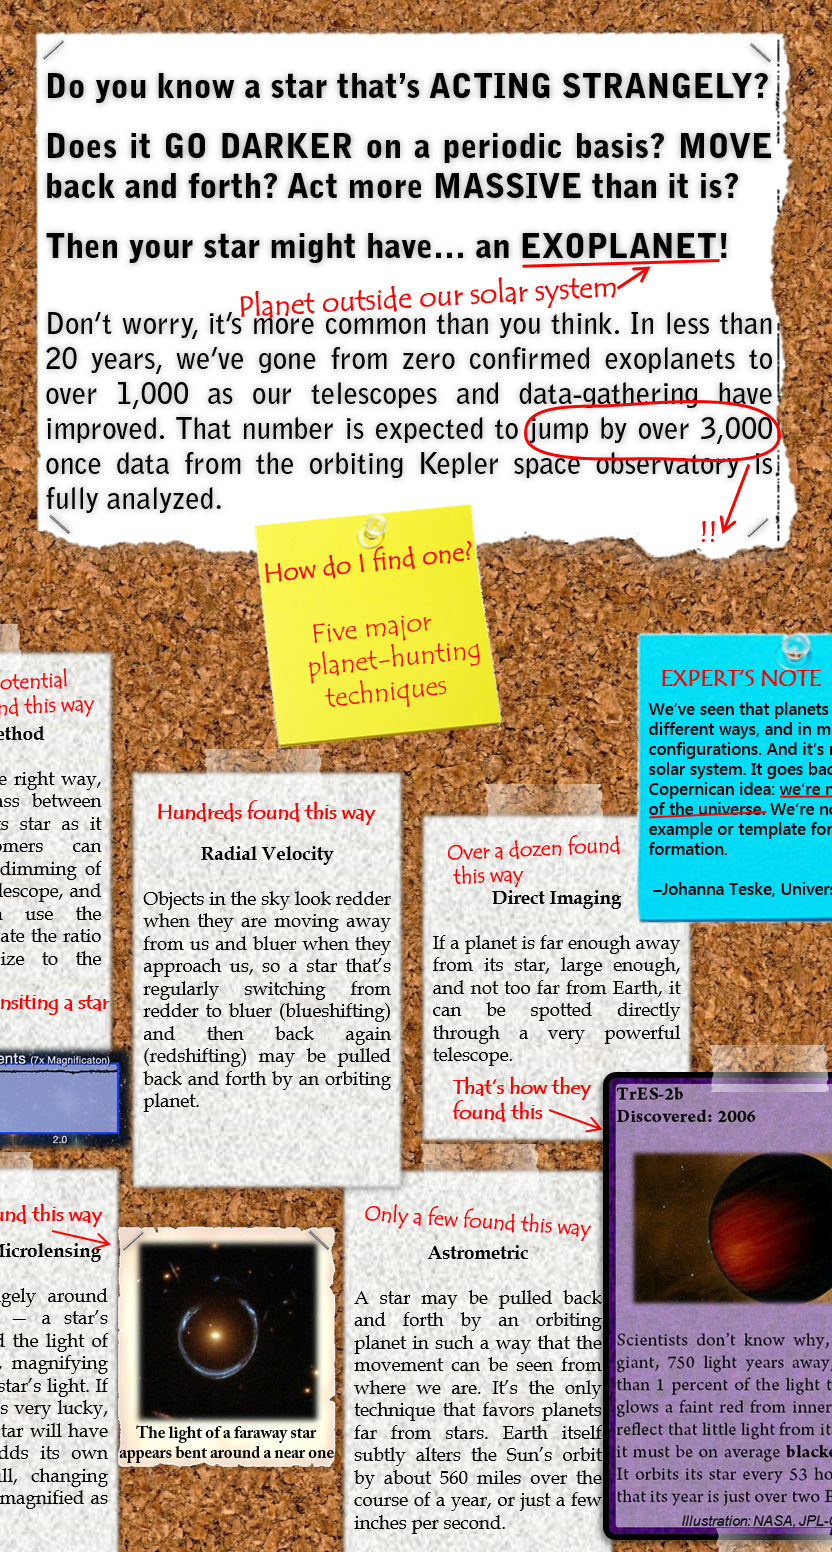 Do you know a star that's ACTING STRANGELY?
Does it GO DARKER on a periodic basis? MOVE
back and forth? Act more MASSIVE than it is?
Then your star might have... an EXOPLANET!
Planet outside our solar system
Don't worry, it's more common than you think. In less than
20 years, we've gone from zero confirmed exoplanets to
over 1,000 as our telescopes and data-gathering have
improved. That number is expected to jump by over 3,000
once data from the orbiting Kepler space observatory is
fully analyzed.
!!
How do I find one?
Five major
planet-hunting
techniques
otential
nd this way
ethod
e right way,
ss between
s star as it
omers can
dimming of
lescope, and
n use the
ate the ratio
ize to the
nsiting a star
ents (7x Magnificaton)
2.0
Hundreds found this way
Radial Velocity
Objects in the sky look redder
when they are moving away
from us and bluer when they
approach us, so a star that's
regularly switching from
redder to bluer (blueshifting)
and then back again
(redshifting) may be pulled
back and forth by an orbiting
planet.
Over a dozen found
this way
Direct Imaging
If a planet is far enough away
from its star, large enough,
and not too far from Earth, it
can be spotted directly
through a very powerful
telescope.
That's how they
found this
EXPERT'S NOTE
We've seen that planets
different ways, and in m
configurations. And it's
solar system. It goes bac
Copernican idea: we're n
of the universe. We're no
example or template for
formation.
–Johanna Teske, Univers
und this way
Microlensing
gely around
— a star's
d the light of
, magnifying
star's light. If
s very lucky,
tar will have
dds its own
ll, changing
magnified as
The light of a faraway star
appears bent around a near one
Only a few found this way
Astrometric
A star may be pulled back
and forth by an orbiting
planet in such a way that the
movement can be seen from
where we are. It's the only
technique that favors planets
far from stars. Earth itself
subtly alters the Sun's orbit
by about 560 miles over the
course of a year, or just a few
inches per second.
TrES-2b
Discovered: 2006
Scientists don't know why,
giant, 750 light years away,
than 1 percent of the light t
glows a faint red from inner
reflect that little light from it
it must be on average blacke
It orbits its star every 53 ho
that its year is just over two E
Illustration: NASA, JPL-C